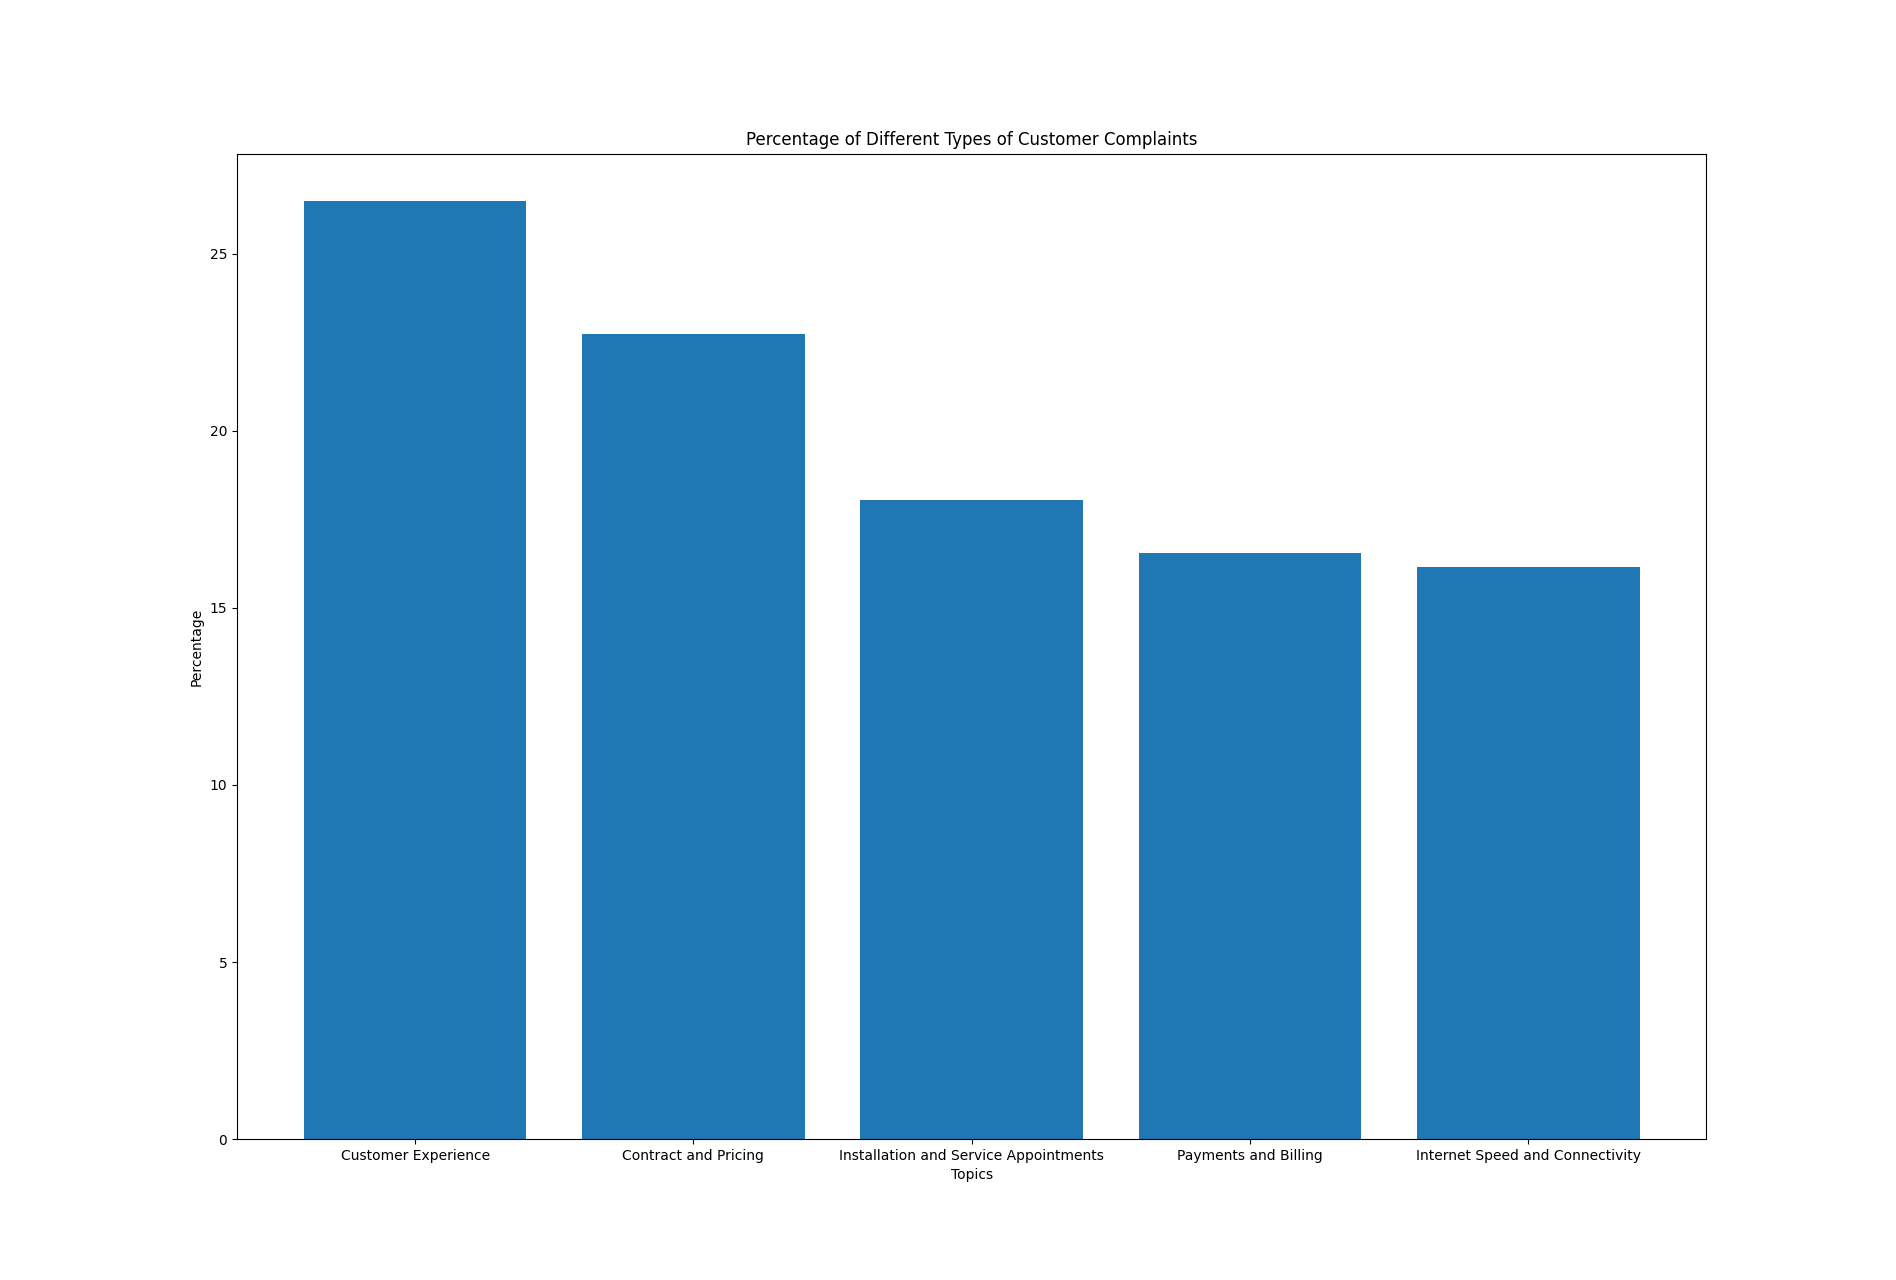 Percentage of Different Types of Customer Complaints
Percentage
25
20
15
10
5
0
Customer Experience
Contract and Pricing
Installation and Service Appointments
Payments and Billing
Internet Speed and Connectivity
Topics